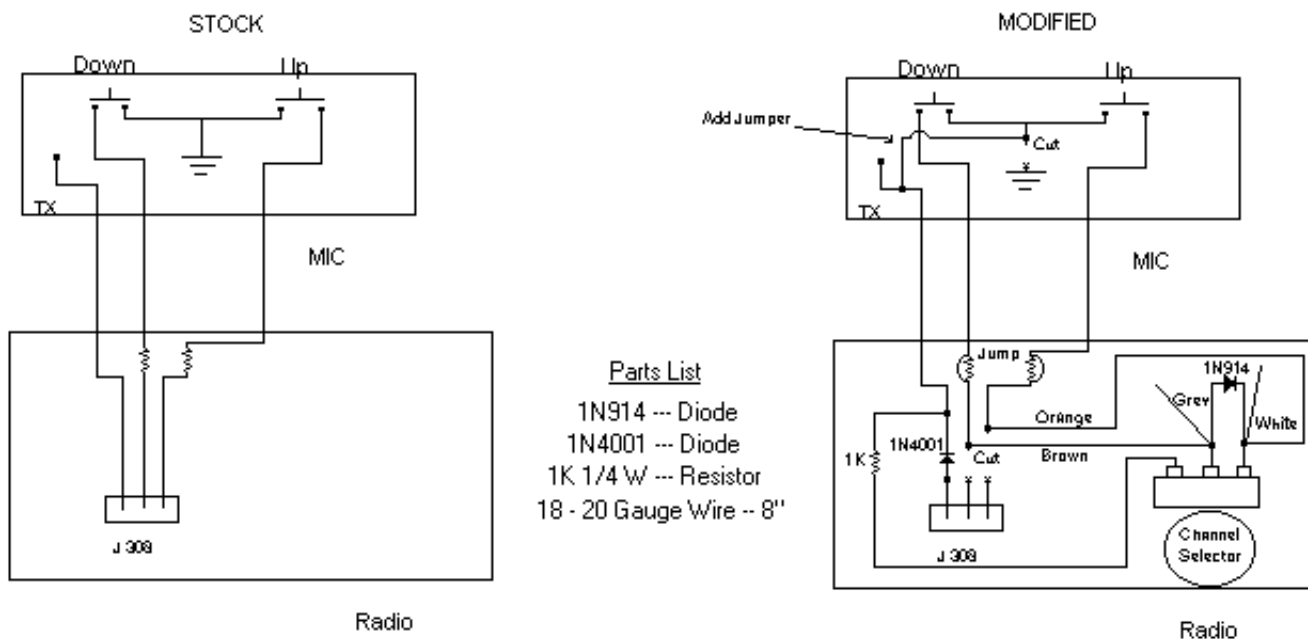 STOCK
Down Up
TX
MIC
J 308
Radio
Parts List
1N914 --- Diode
1N4001 --- Diode
1K 1/4 W --- Resistor
18 - 20 Gauge Wire -- 8"
MODIFIED
Down Up
Add Jumper
Cut
TX
MIC
Jump
1N914
Grey
Orange
White
1K
1N4001
Cut
Brown
J 308
Channel
Selector
Radio